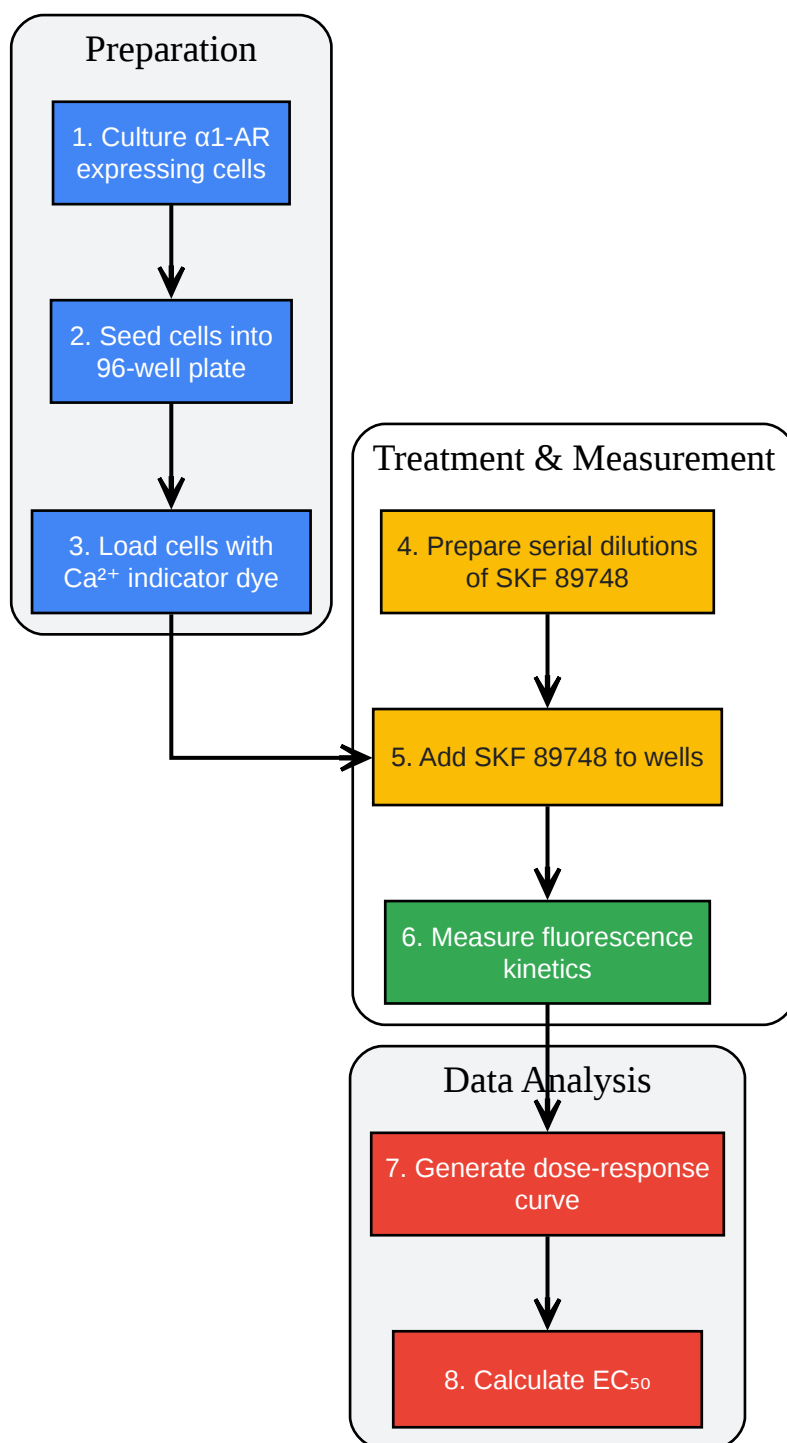 Preparation
1. Culture α1-AR
expressing cells
2. Seed cells into
96-well plate
3. Load cells with
Ca²⁺ indicator dye
Treatment & Measurement
4. Prepare serial dilutions
of SKF 89748
5. Add SKF 89748 to wells
6. Measure fluorescence
kinetics
Data Analysis
7. Generate dose-response
curve
8. Calculate EC₅₀